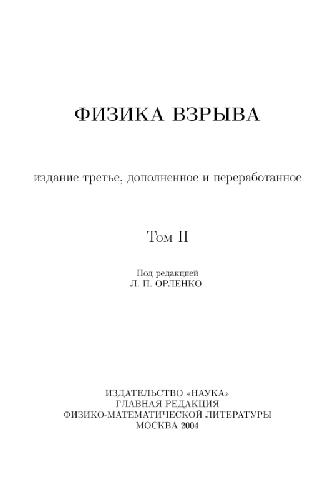 ФИЗИКА ВЗРЫВА
издание третье, дополненное и переработанное
Том II
Под редакцией
Л. П. ОРЛЕНКО
ИЗДАТЕЛЬСТВО «НАУКА»
ГЛАВНАЯ РЕДАКЦИЯ
ФИЗИКО-МАТЕМАТИЧЕСКОЙ ЛИТЕРАТУРЫ
МОСКВА 2004